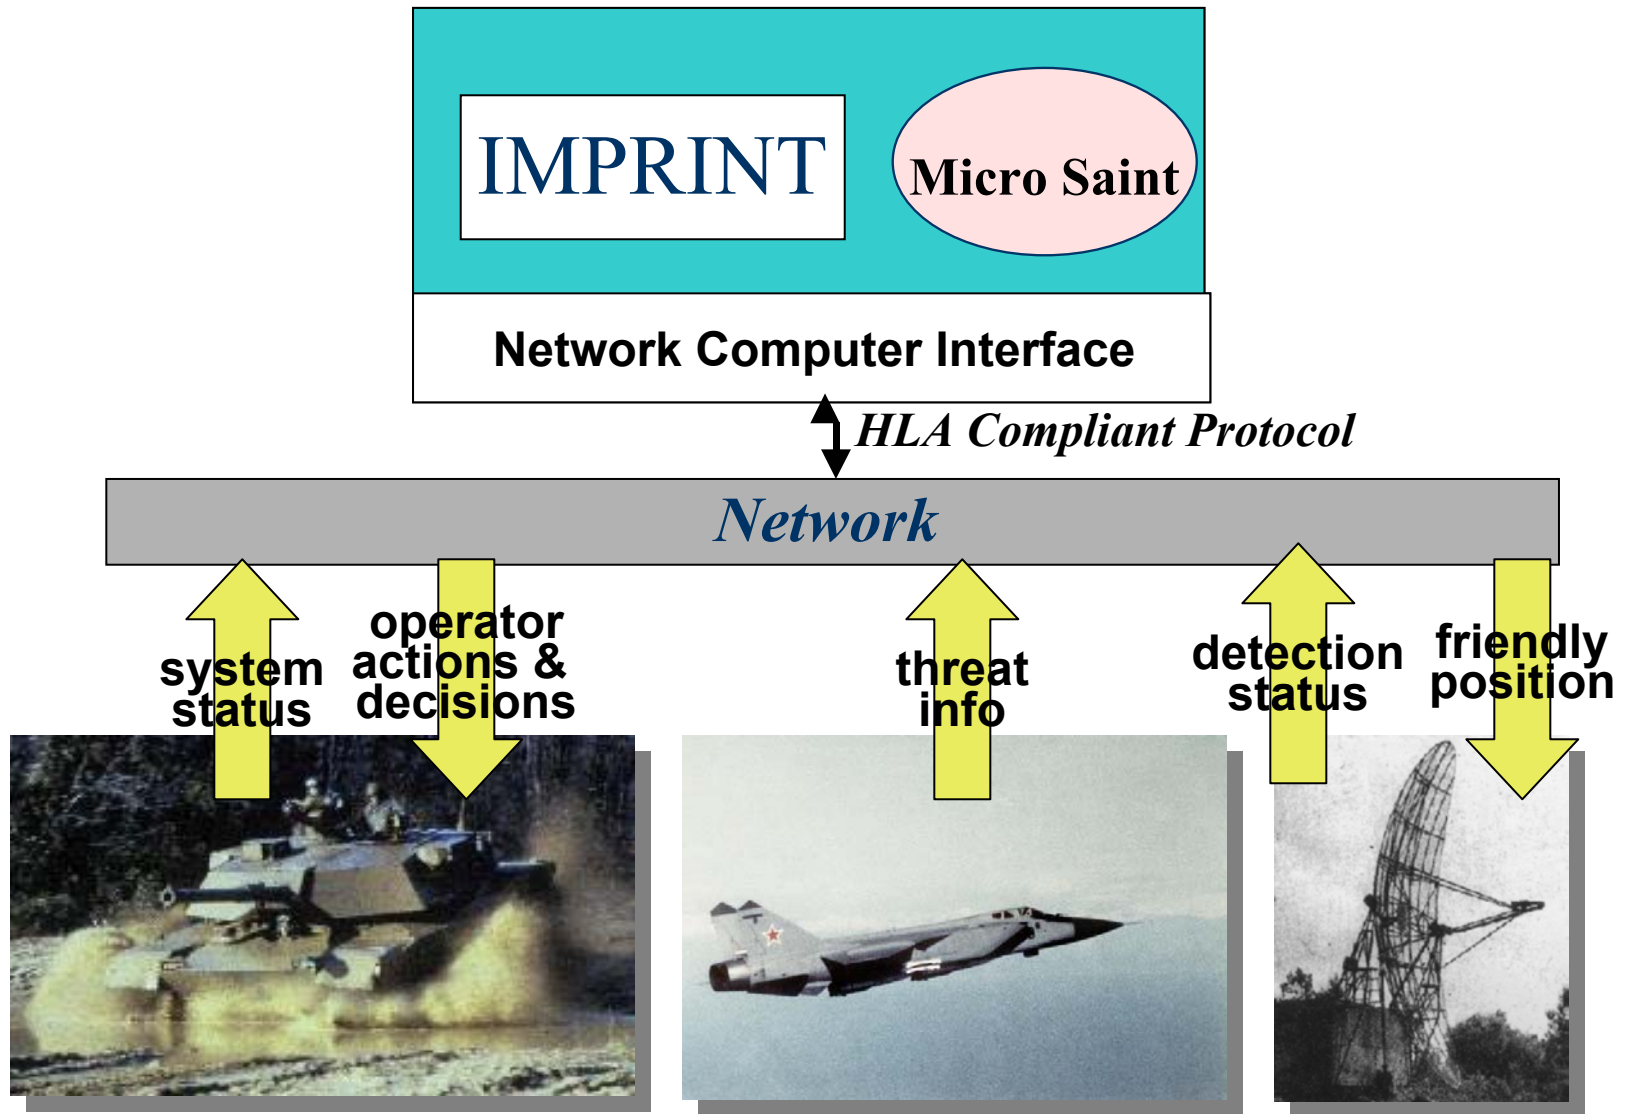 IMPRINT
Micro Saint
Network Computer Interface
HLA Compliant Protocol
Network
system
status
operator
actions &
decisions
threat
info
detection
status
friendly
position